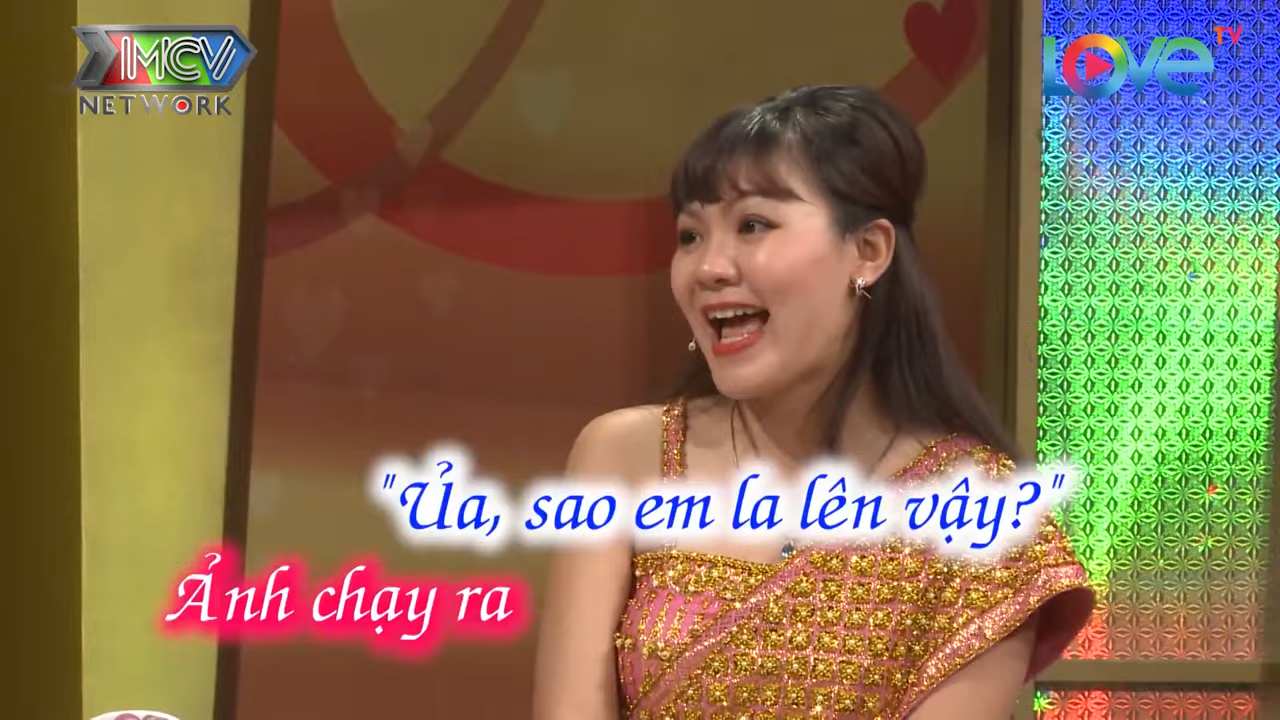 MCV
NETWORK
LOVE TV
"Ủa, sao em la lên vậy?"
Ảnh chạy ra